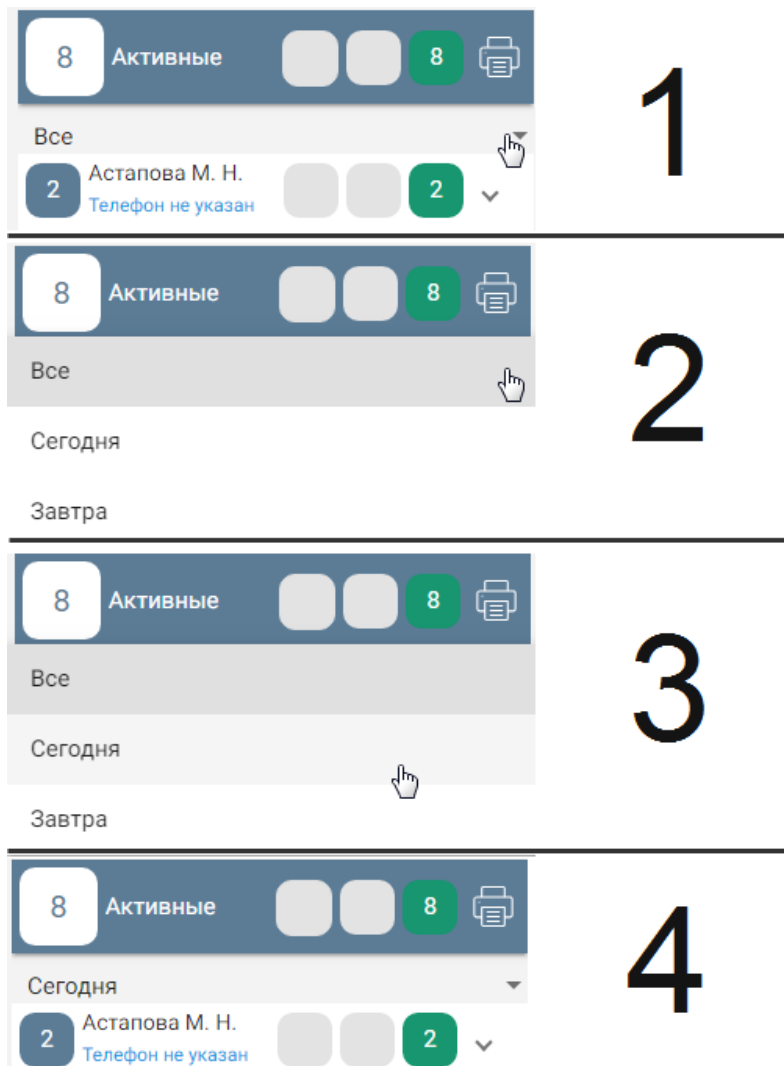 8 Активные 8
1
Все
2 Астапова М. Н. 2
Телефон не указан
8 Активные 8
Все
2
Сегодня
Завтра
8 Активные 8
Все
3
Сегодня
Завтра
8 Активные 8
4
Сегодня
2 Астапова М. Н. 2
Телефон не указан